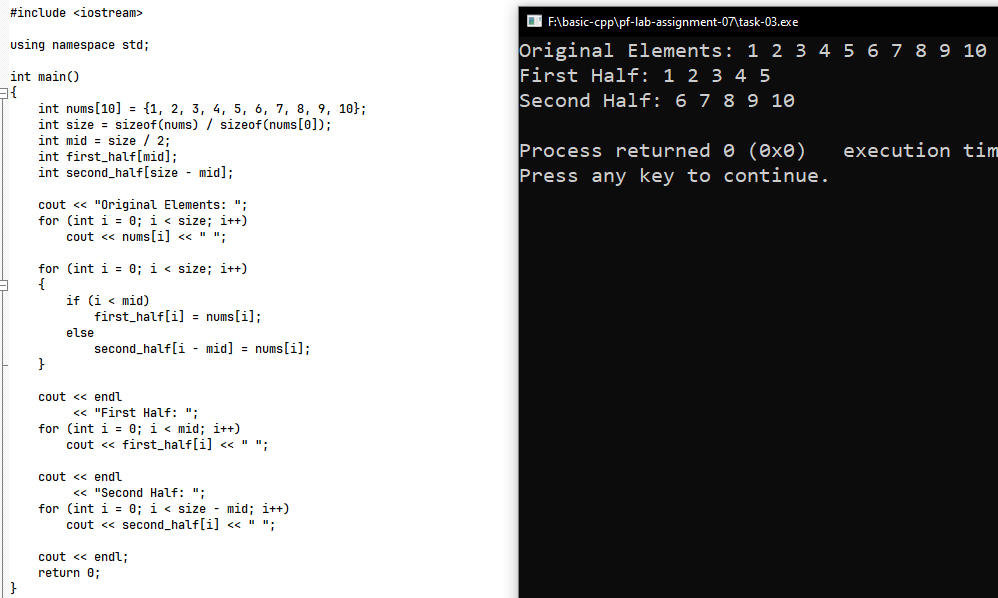 #include <iostream>
using namespace std;
int main()
{
    int nums[10] = {1, 2, 3, 4, 5, 6, 7, 8, 9, 10};
    int size = sizeof(nums) / sizeof(nums[0]);
    int mid = size / 2;
    int first_half[mid];
    int second_half[size - mid];
    cout << "Original Elements: ";
    for (int i = 0; i < size; i++)
        cout << nums[i] << " ";
    for (int i = 0; i < size; i++)
    {
        if (i < mid)
            first_half[i] = nums[i];
        else
            second_half[i - mid] = nums[i];
    }
    cout << endl
         << "First Half: ";
    for (int i = 0; i < mid; i++)
        cout << first_half[i] << " ";
    cout << endl
         << "Second Half: ";
    for (int i = 0; i < size - mid; i++)
        cout << second_half[i] << " ";
    cout << endl;
    return 0;
}
F:\basic-cpp\pf-lab-assignment-07\task-03.exe
Original Elements: 1 2 3 4 5 6 7 8 9 10
First Half: 1 2 3 4 5
Second Half: 6 7 8 9 10
Process returned 0 (0x0)   execution tim
Press any key to continue.